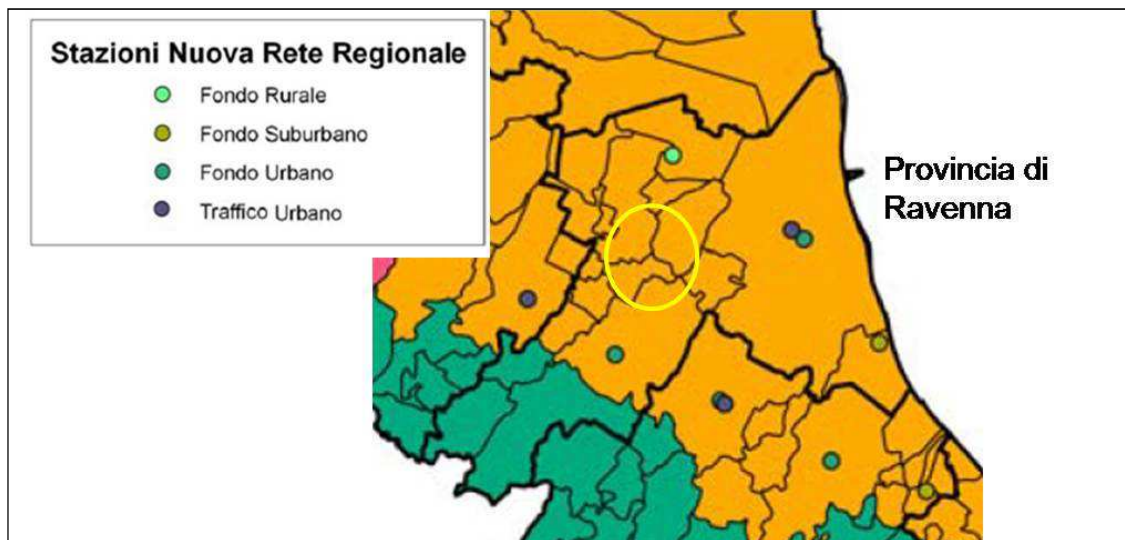 Stazioni Nuova Rete Regionale
Fondo Rurale
Fondo Suburbano
Fondo Urbano
Traffico Urbano
Provincia di
Ravenna